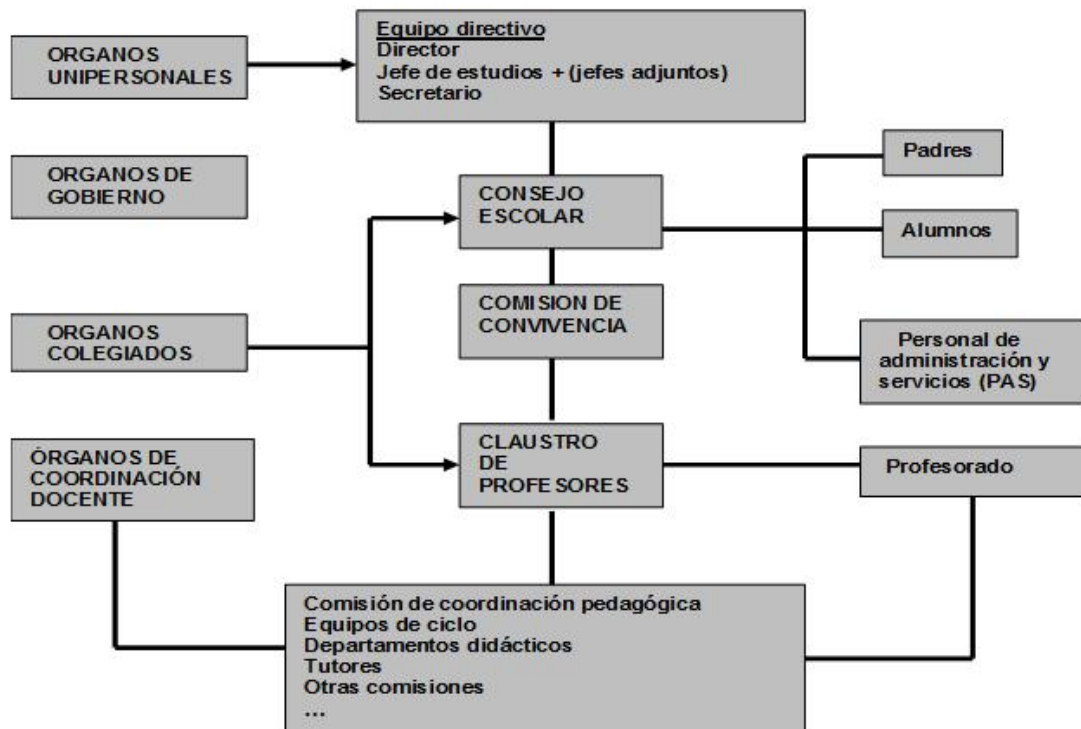 ORGANOS
UNIPERSONALES
Equipo directivo
Director
Jefe de estudios + (jefes adjuntos)
Secretario
ORGANOS DE
GOBIERNO
CONSEJO
ESCOLAR
Padres
Alumnos
COMISION DE
CONVIVENCIA
ORGANOS
COLEGIADOS
Personal de
administración y
servicios (PAS)
ÓRGANOS DE
COORDINACIÓN
DOCENTE
CLAUSTRO
DE
PROFESORES
Profesorado
Comisión de coordinación pedagógica
Equipos de ciclo
Departamentos didácticos
Tutores
Otras comisiones
...